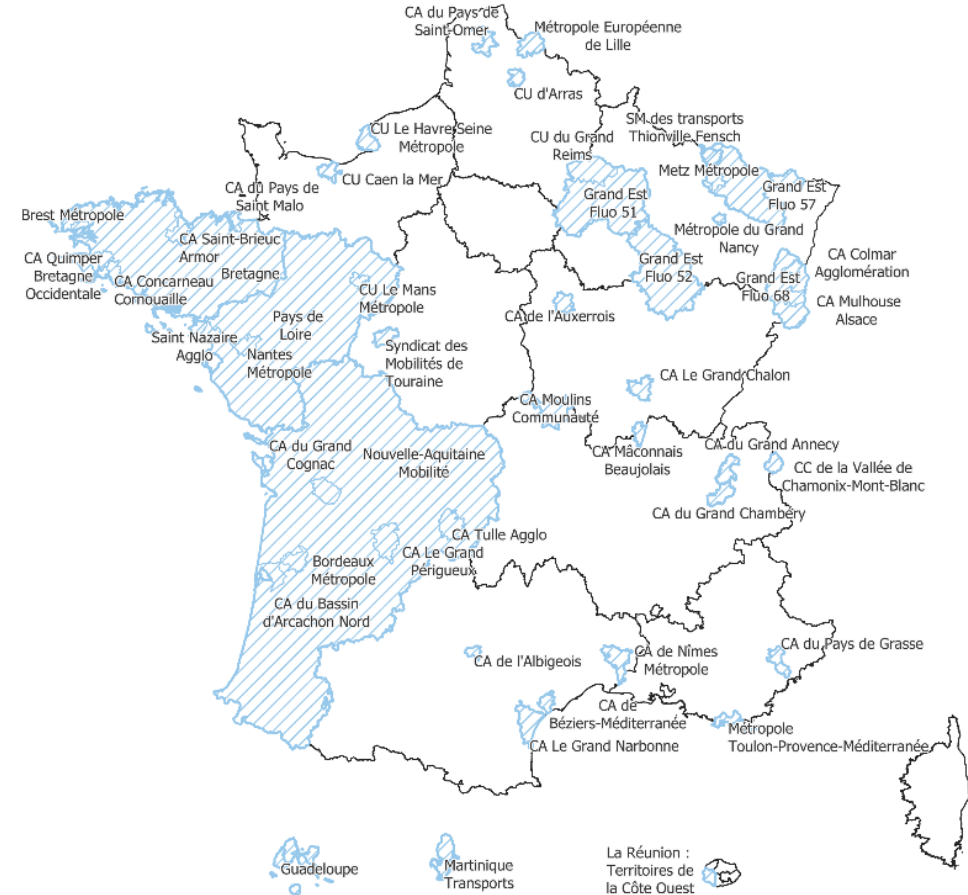 CA du Pays de
Saint-Omer
Métropole Européenne
de Lille
CU d'Arras
CU Le Havre-Seine
Métropole
CU du Grand
Reims
SM des transports
Thionville Fensch
CU Caen la Mer
Metz Métropole
CA du Pays de
Saint Malo
Grand Est
Fluo 51
Grand Est
Fluo 57
Brest Métropole
Métropole du Grand
Nancy
CA Saint-Brieuc
Armor
CA Quimper
Bretagne
Occidentale
CA Concarneau
Cornouaille
Bretagne
Grand Est
Fluo 52
Grand Est
Fluo 68
CA Colmar
Agglomération
CU Le Mans
Métropole
CA Mulhouse
Alsace
CA de l'Auxerrois
Pays de
Loire
Saint Nazaire
Agglo
Nantes
Métropole
Syndicat des
Mobilités de
Touraine
CA Le Grand Chalon
CA Moulins
Communauté
CA du Grand
Cognac
Nouvelle-Aquitaine
Mobilité
CA Mâconnais
Beaujolais
CA du Grand Annecy
CC de la Vallée de
Chamonix-Mont-Blanc
CA du Grand Chambéry
CA Tulle Agglo
CA Le Grand
Périgueux
Bordeaux
Métropole
CA du Bassin
d'Arcachon Nord
CA de l'Albigeois
CA de Nîmes
Métropole
CA du Pays de Grasse
CA de
Béziers-Méditerranée
CA Le Grand Narbonne
Métropole
Toulon-Provence-Méditerranée
Guadeloupe
Martinique
Transports
La Réunion :
Territoires de
la Côte Ouest